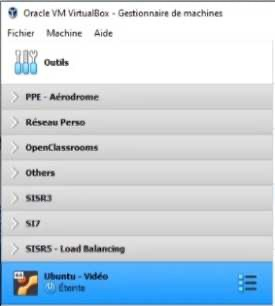 Oracle VM VirtualBox - Gestionnaire de machines
Fichier Machine Aide
Outils
PPE - Aérodrome
Réseau Perso
OpenClassrooms
Others
SISR3
SI7
SISR5 - Load Balancing
Ubuntu - Vidéo
Éteinte